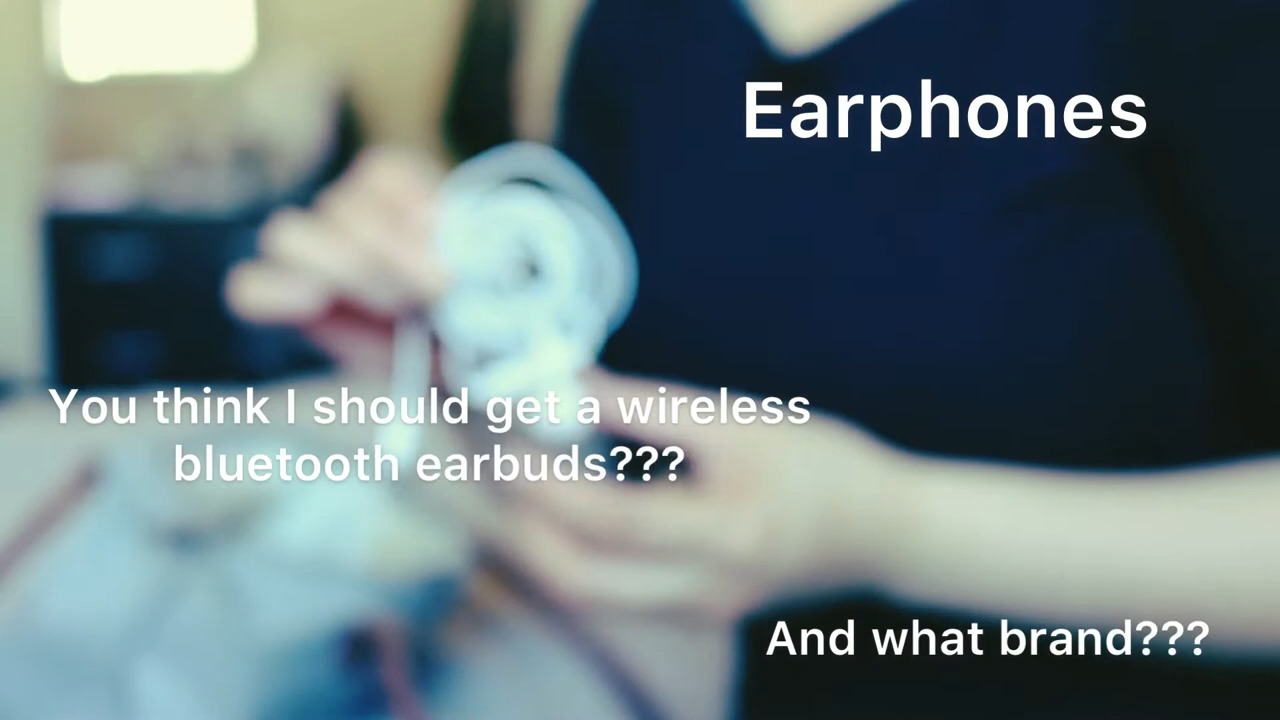 Earphones
You think I should get a wireless
bluetooth earbuds???
And what brand???